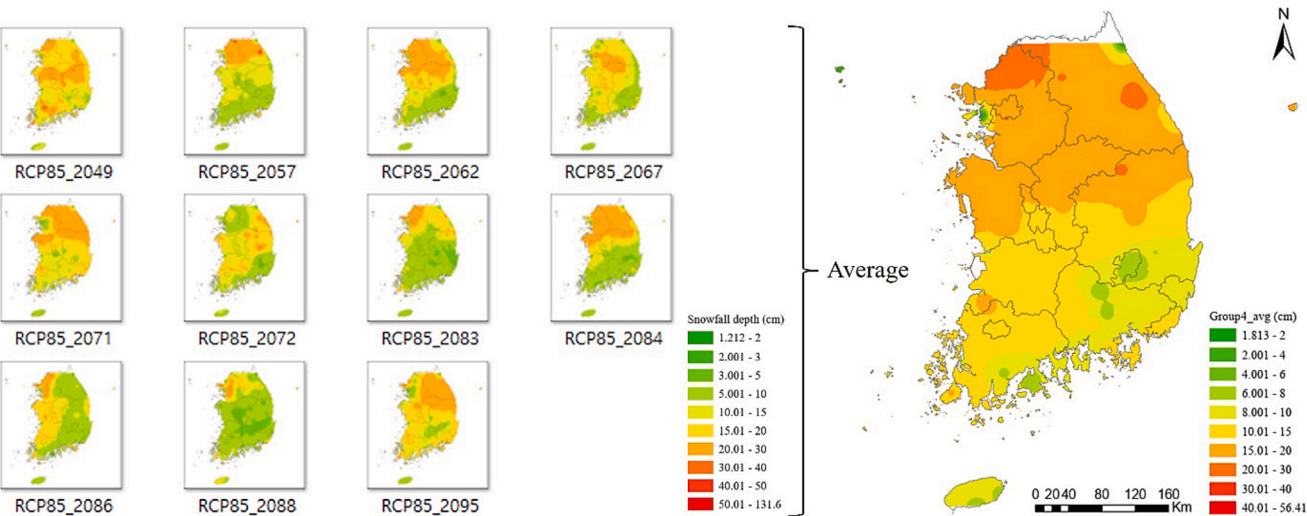 RCP85_2049
RCP85_2057
RCP85_2062
RCP85_2067
RCP85_2071
RCP85_2072
RCP85_2083
RCP85_2084
RCP85_2086
RCP85_2088
RCP85_2095
Snowfall depth (cm)
1.212 - 2
2.001 - 3
3.001 - 5
5.001 - 10
10.01 - 15
15.01 - 20
20.01 - 30
30.01 - 40
40.01 - 50
50.01 - 131.6
Average
N
Group4_avg (cm)
1.813 - 2
2.001 - 4
4.001 - 6
6.001 - 8
8.001 - 10
10.01 - 15
15.01 - 20
20.01 - 30
30.01 - 40
40.01 - 56.41
0 20 40 80 120 160
Km